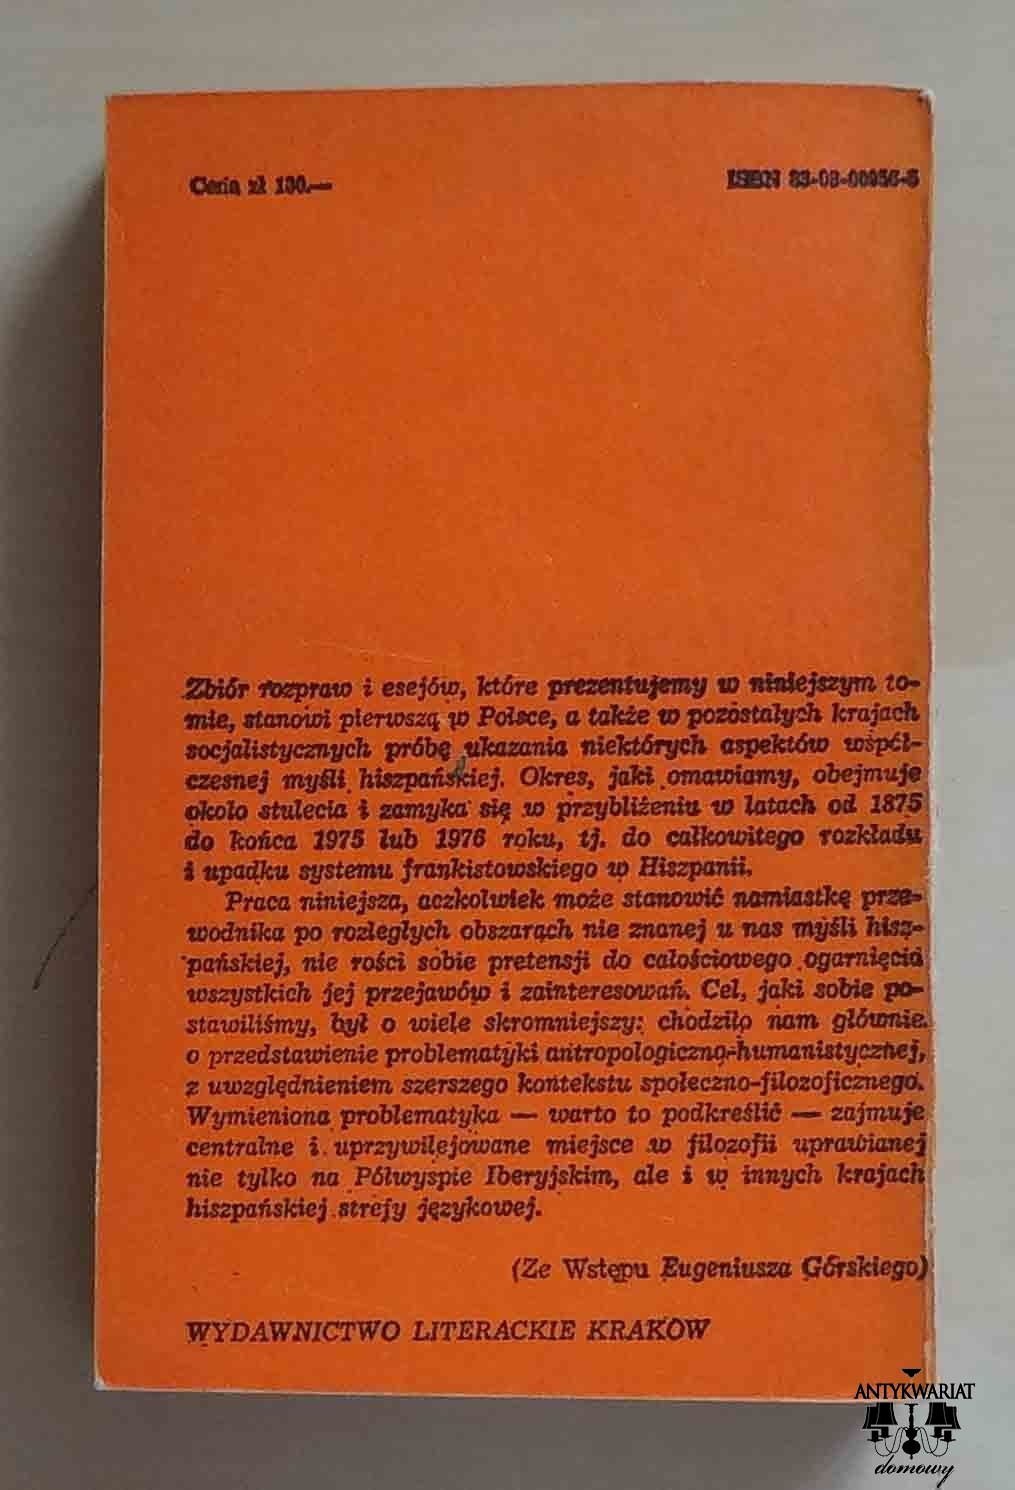 Cena zł 130.—
ISBN 83-08-00956-5
Zbiór rozpraw i esejów, które prezentujemy w niniejszym to-
mie, stanowi pierwszą w Polsce, a także w pozostałych krajach
socjalistycznych próbę ukazania niektórych aspektów współ-
czesnej myśli hiszpańskiej. Okres, jaki omawiamy, obejmuje
około stulecia i zamyka się w przybliżeniu w latach od 1875
do końca 1975 lub 1976 roku, tj. do całkowitego rozkładu
i upadku systemu frankistowskiego w Hiszpanii.
Praca niniejsza, aczkolwiek może stanowić namiastkę prze-
wodnika po rozległych obszarach nie znanej u nas myśli hisz-
pańskiej, nie rości sobie pretensji do całościowego ogarnięcia
wszystkich jej przejawów i zainteresowań. Cel, jaki sobie po-
stawiliśmy, był o wiele skromniejszy: chodziło nam głównie
o przedstawienie problematyki antropologiczno-humanistycznej,
z uwzględnieniem szerszego kontekstu społeczno-filozoficznego.
Wymieniona problematyka — warto to podkreślić — zajmuje
centralne i uprzywilejowane miejsce w filozofii uprawianej
nie tylko na Półwyspie Iberyjskim, ale i w innych krajach
hiszpańskiej strefy językowej.
(Ze Wstępu Eugeniusza Górskiego)
WYDAWNICTWO LITERACKIE KRAKÓW
ANTYKWARIAT
domowy